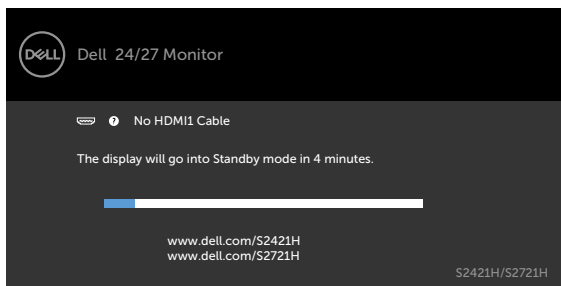 DELL
Dell 24/27 Monitor
? No HDMI1 Cable
The display will go into Standby mode in 4 minutes.
www.dell.com/S2421H
www.dell.com/S2721H
S2421H/S2721H